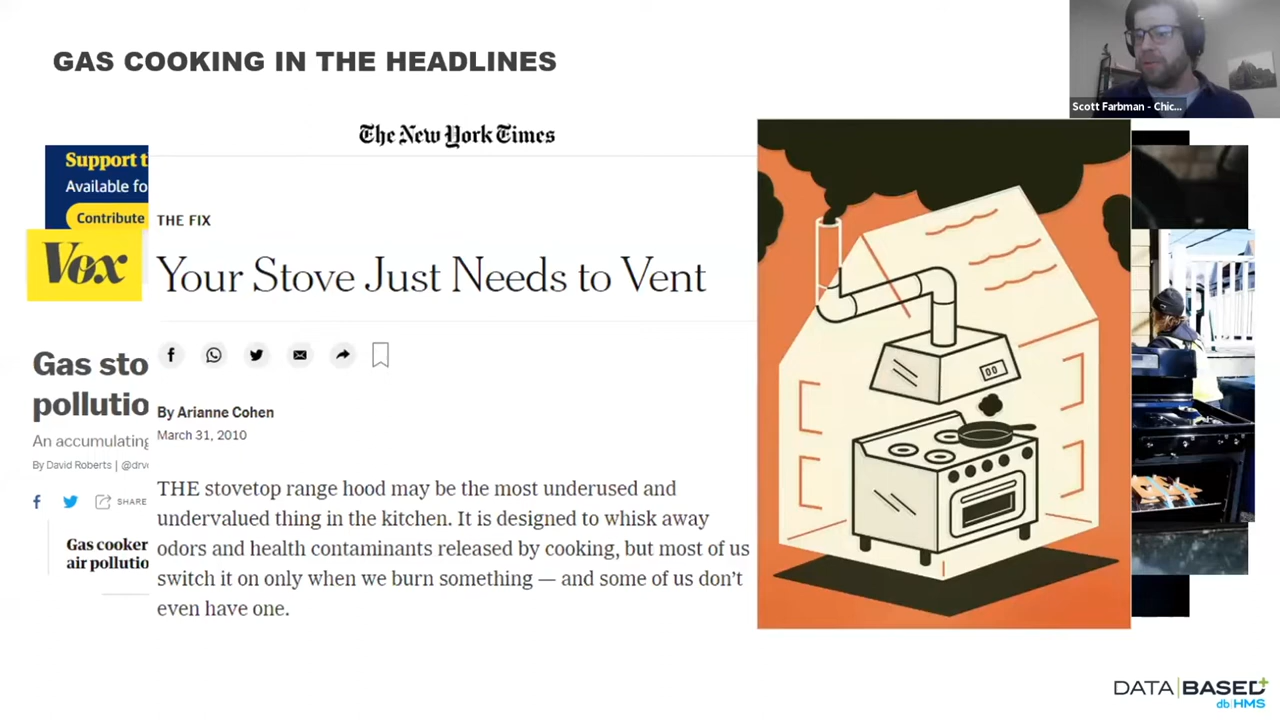 GAS COOKING IN THE HEADLINES
Scott Farbman - Chic...
The New York Times
Support t
Available fo
Contribute
Vox
THE FIX
Your Stove Just Needs to Vent
Gas sto
pollutio
An accumulating
By David Roberts | @drv
SHARE
Gas cooker
air pollutio
By Arianne Cohen
March 31, 2010
THE stovetop range hood may be the most underused and
undervalued thing in the kitchen. It is designed to whisk away
odors and health contaminants released by cooking, but most of us
switch it on only when we burn something — and some of us don’t
even have one.
DATA|BASED+
db|HMS